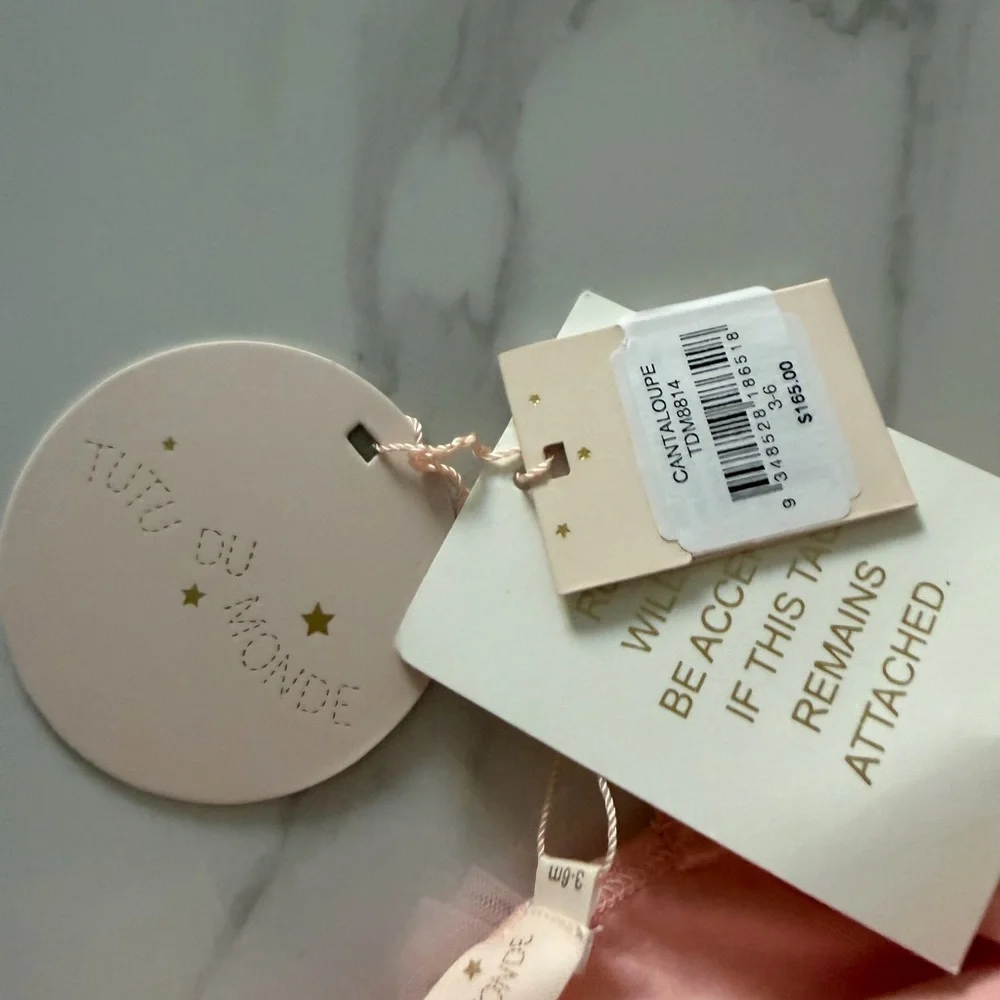 TUTU DU MONDE
CANTALOUPE
TDM8814
9 348528 186518
3-6
$165.00
WILL
BE ACCE
IF THIS TA
REMAINS
ATTACHED.
3-6m
ONDE